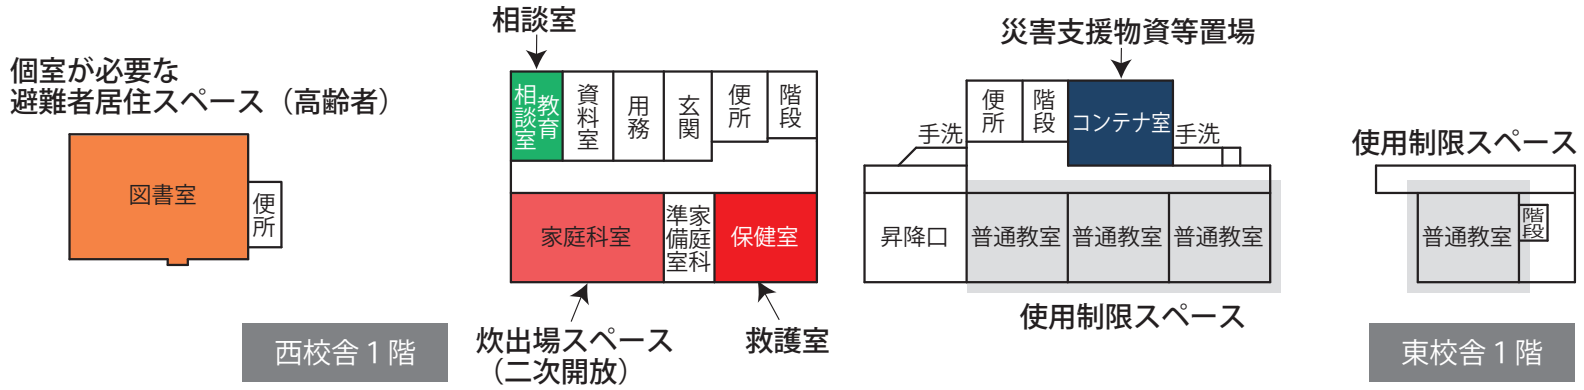 個室が必要な
避難者居住スペース（高齢者）
図書室
便所
西校舎１階
相談室
教育
相談室
資料室
用務
玄関
便所
階段
家庭科室
家庭科
準備室
保健室
炊出場スペース
（二次開放）
救護室
災害支援物資等置場
手洗
便所
階段
コンテナ室
手洗
昇降口
普通教室
普通教室
普通教室
使用制限スペース
使用制限スペース
普通教室
階段
東校舎１階